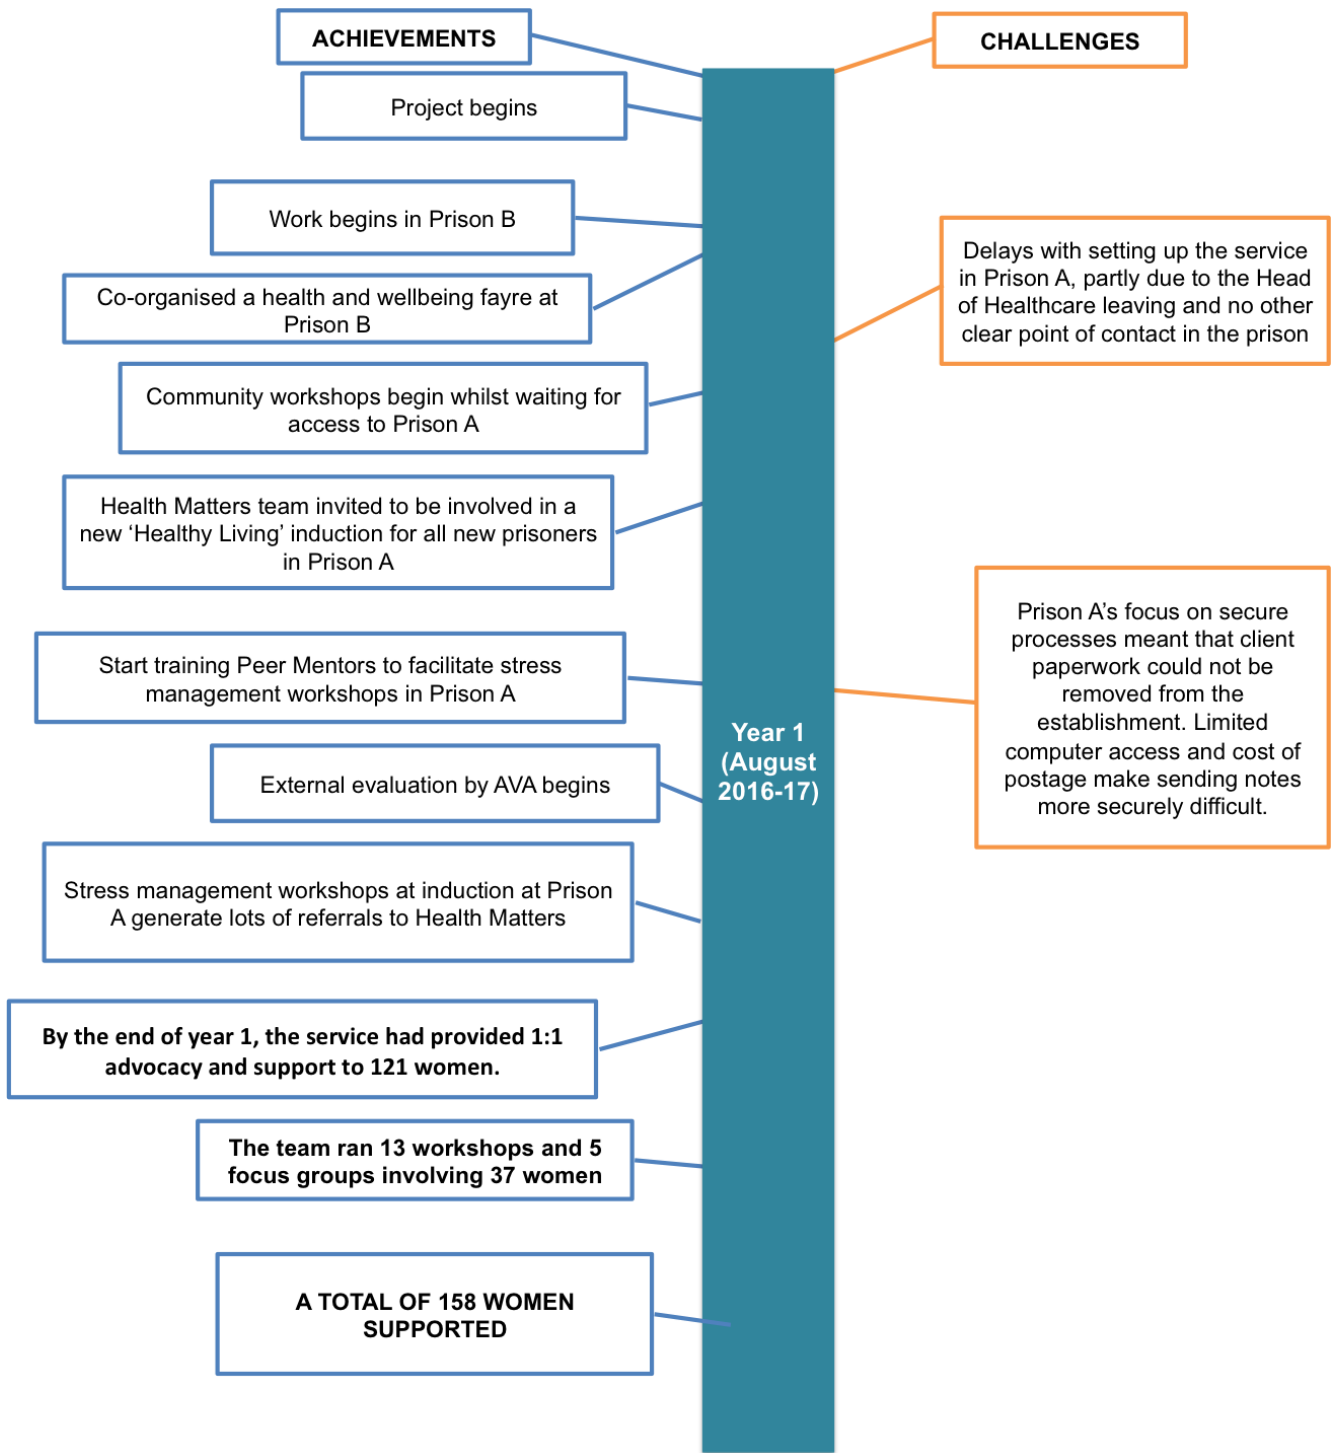 ACHIEVEMENTS
Project begins
Work begins in Prison B
Co-organised a health and wellbeing fayre at
Prison B
Community workshops begin whilst waiting for
access to Prison A
Health Matters team invited to be involved in a
new ‘Healthy Living’ induction for all new prisoners
in Prison A
Start training Peer Mentors to facilitate stress
management workshops in Prison A
External evaluation by AVA begins
Stress management workshops at induction at Prison
A generate lots of referrals to Health Matters
By the end of year 1, the service had provided 1:1
advocacy and support to 121 women.
The team ran 13 workshops and 5
focus groups involving 37 women
A TOTAL OF 158 WOMEN
SUPPORTED
Year 1
(August
2016-17)
CHALLENGES
Delays with setting up the service
in Prison A, partly due to the Head
of Healthcare leaving and no other
clear point of contact in the prison
Prison A’s focus on secure
processes meant that client
paperwork could not be
removed from the
establishment. Limited
computer access and cost of
postage make sending notes
more securely difficult.